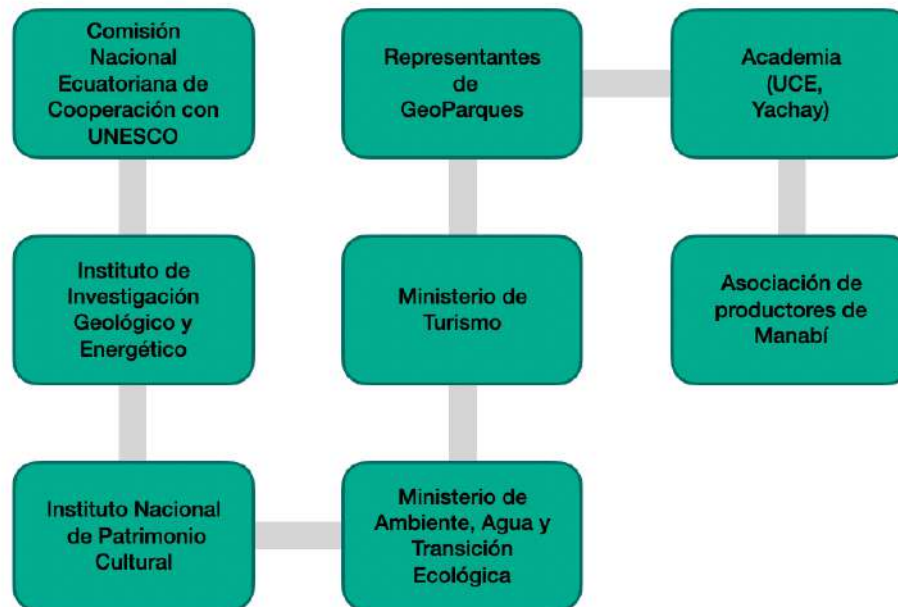 Comisión
Nacional
Ecuatoriana de
Cooperación con
UNESCO
Instituto de
Investigación
Geológico y
Energético
Instituto Nacional
de Patrimonio
Cultural
Ministerio de
Ambiente, Agua y
Transición
Ecológica
Ministerio de
Turismo
Representantes
de
GeoParques
Academia
(UCE,
Yachay)
Asociación de
productores de
Manabí